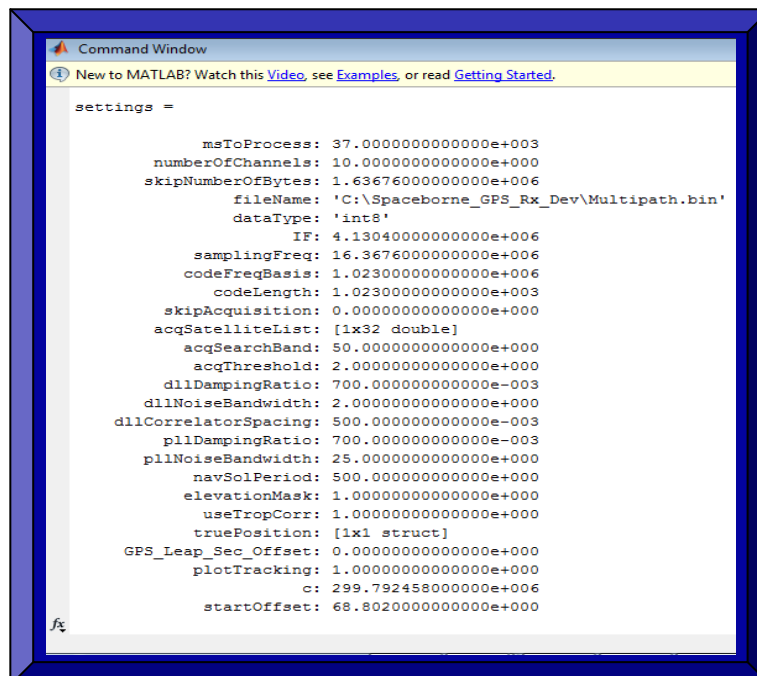 Command Window
New to MATLAB? Watch this Video, see Examples, or read Getting Started.
settings =
msToProcess: 37.0000000000000e+003
numberOfChannels: 10.0000000000000e+000
skipNumberOfBytes: 1.63676000000000e+006
fileName: 'C:\Spaceborne_GPS_Rx_Dev\Multipath.bin'
dataType: 'int8'
IF: 4.13040000000000e+006
samplingFreq: 16.3676000000000e+006
codeFreqBasis: 1.02300000000000e+006
codeLength: 1.02300000000000e+003
skipAcquisition: 0.00000000000000e+000
acqSatelliteList: [1x32 double]
acqSearchBand: 50.0000000000000e+000
acqThreshold: 2.00000000000000e+000
dllDampingRatio: 700.000000000000e-003
dllNoiseBandwidth: 2.00000000000000e+000
dllCorrelatorSpacing: 500.000000000000e-003
pllDampingRatio: 700.000000000000e-003
pllNoiseBandwidth: 25.0000000000000e+000
navSolPeriod: 500.000000000000e+000
elevationMask: 1.00000000000000e+000
useTropCorr: 1.00000000000000e+000
truePosition: [1x1 struct]
GPS_Leap_Sec_Offset: 0.00000000000000e+000
plotTracking: 1.00000000000000e+000
c: 299.792458000000e+006
startOffset: 68.8020000000000e+000
fx